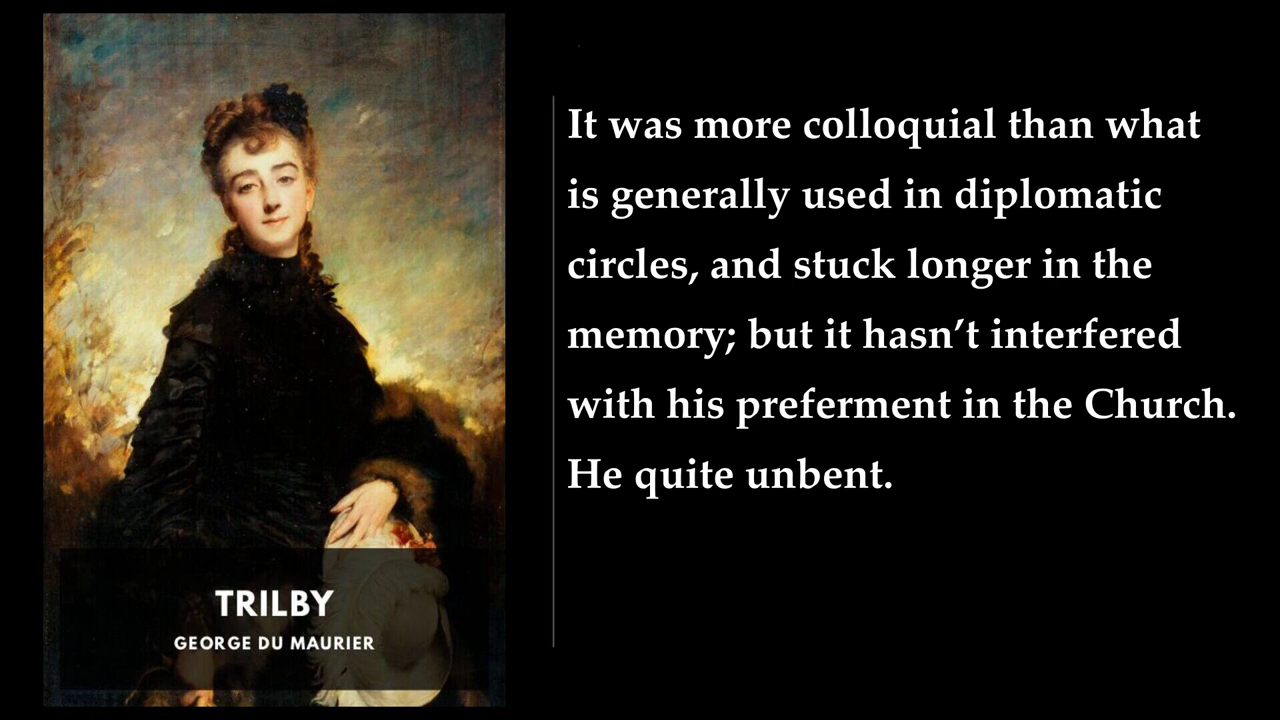 TRILBY
GEORGE DU MAURIER
It was more colloquial than what
is generally used in diplomatic
circles, and stuck longer in the
memory; but it hasn’t interfered
with his preferment in the Church.
He quite unbent.